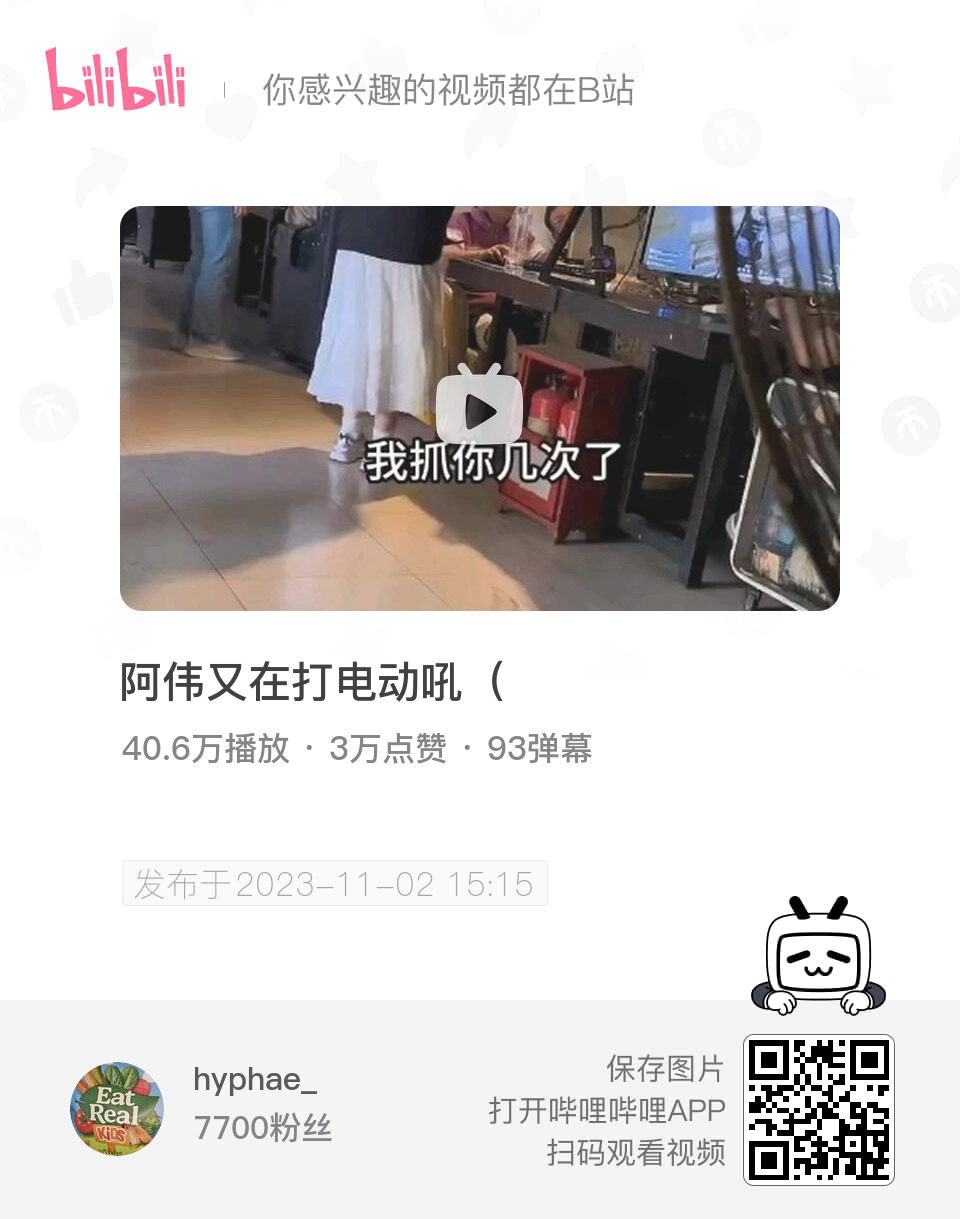 bilibili
你感兴趣的视频都在B站
我抓你几次了
阿伟又在打电动吼（
40.6万播放 · 3万点赞 · 93弹幕
发布于2023-11-02 15:15
Eat
Real
Kids
hyphae_
7700粉丝
保存图片
打开哔哩哔哩APP
扫码观看视频